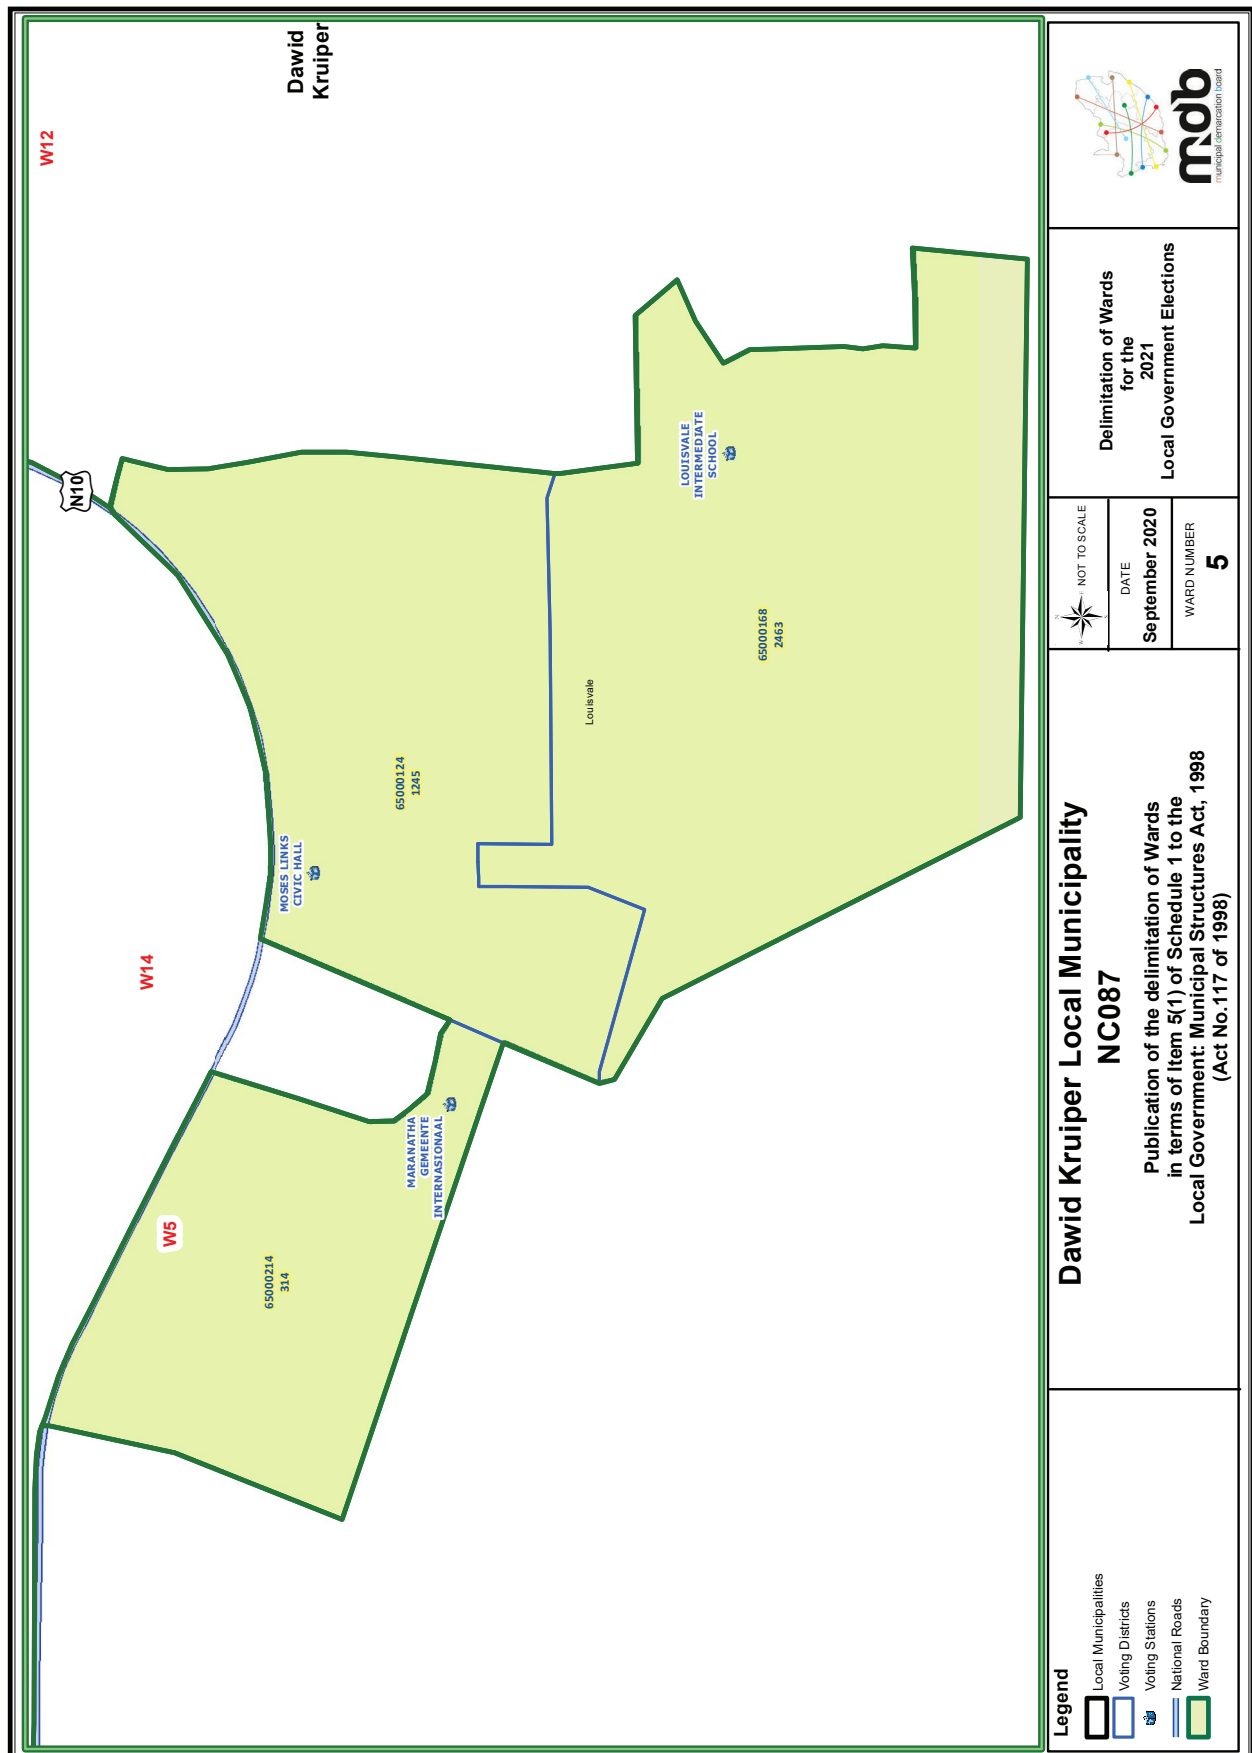 W12
Dawid
Kruiper
N10
W14
W5
MOSES LINKS
CIVIC HALL
65000124
1245
LOUISVALE
INTERMEDIATE
SCHOOL
Louisvale
65000168
2463
MARANATHA
GEMEENTE
INTERNASIONAAL
65000214
314
Legend
Local Municipalities
Voting Districts
Voting Stations
National Roads
Ward Boundary
Dawid Kruiper Local Municipality
NC087
Publication of the delimitation of Wards
in terms of Item 5(1) of Schedule 1 to the
Local Government: Municipal Structures Act, 1998
(Act No.117 of 1998)
N
W
E
S
NOT TO SCALE
DATE
September 2020
WARD NUMBER
5
Delimitation of Wards
for the
2021
Local Government Elections
mdb
municipal demarcation board